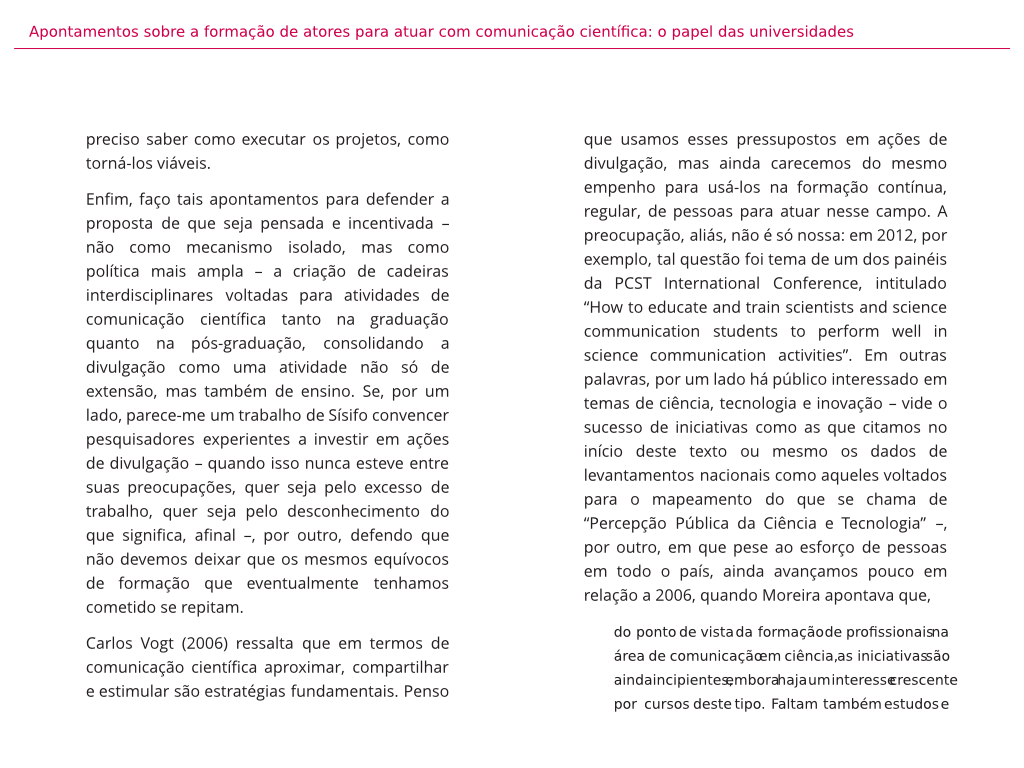 Apontamentos sobre a formação de atores para atuar com comunicação científica: o papel das universidades
preciso saber como executar os projetos, como
torná-los viáveis.
Enfim, faço tais apontamentos para defender a
proposta de que seja pensada e incentivada –
não como mecanismo isolado, mas como
política mais ampla – a criação de cadeiras
interdisciplinares voltadas para atividades de
comunicação científica tanto na graduação
quanto na pós-graduação, consolidando a
divulgação como uma atividade não só de
extensão, mas também de ensino. Se, por um
lado, parece-me um trabalho de Sísifo convencer
pesquisadores experientes a investir em ações
de divulgação – quando isso nunca esteve entre
suas preocupações, quer seja pelo excesso de
trabalho, quer seja pelo desconhecimento do
que significa, afinal –, por outro, defendo que
não devemos deixar que os mesmos equívocos
de formação que eventualmente tenhamos
cometido se repitam.
Carlos Vogt (2006) ressalta que em termos de
comunicação científica aproximar, compartilhar
e estimular são estratégias fundamentais. Penso
que usamos esses pressupostos em ações de
divulgação, mas ainda carecemos do mesmo
empenho para usá-los na formação contínua,
regular, de pessoas para atuar nesse campo. A
preocupação, aliás, não é só nossa: em 2012, por
exemplo, tal questão foi tema de um dos painéis
da PCST International Conference, intitulado
“How to educate and train scientists and science
communication students to perform well in
science communication activities”. Em outras
palavras, por um lado há público interessado em
temas de ciência, tecnologia e inovação – vide o
sucesso de iniciativas como as que citamos no
início deste texto ou mesmo os dados de
levantamentos nacionais como aqueles voltados
para o mapeamento do que se chama de
“Percepção Pública da Ciência e Tecnologia” –,
por outro, em que pese ao esforço de pessoas
em todo o país, ainda avançamos pouco em
relação a 2006, quando Moreira apontava que,
do ponto de vista da formação de profissionais na
área de comunicação em ciência, as iniciativas são
ainda incipientes, embora haja um interesse crescente
por cursos deste tipo. Faltam também estudos e